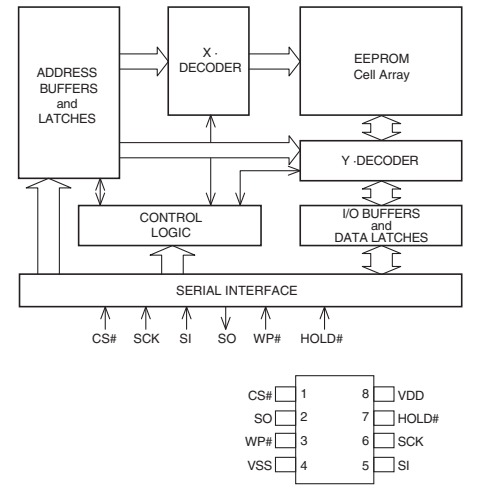 ADDRESS
BUFFERS
and
LATCHES
X -
DECODER
EEPROM
Cell Array
Y -DECODER
CONTROL
LOGIC
I/O BUFFERS
and
DATA LATCHES
SERIAL INTERFACE
CS# SCK SI SO WP# HOLD#
CS# 1 8 VDD
SO 2 7 HOLD#
WP# 3 6 SCK
VSS 4 5 SI